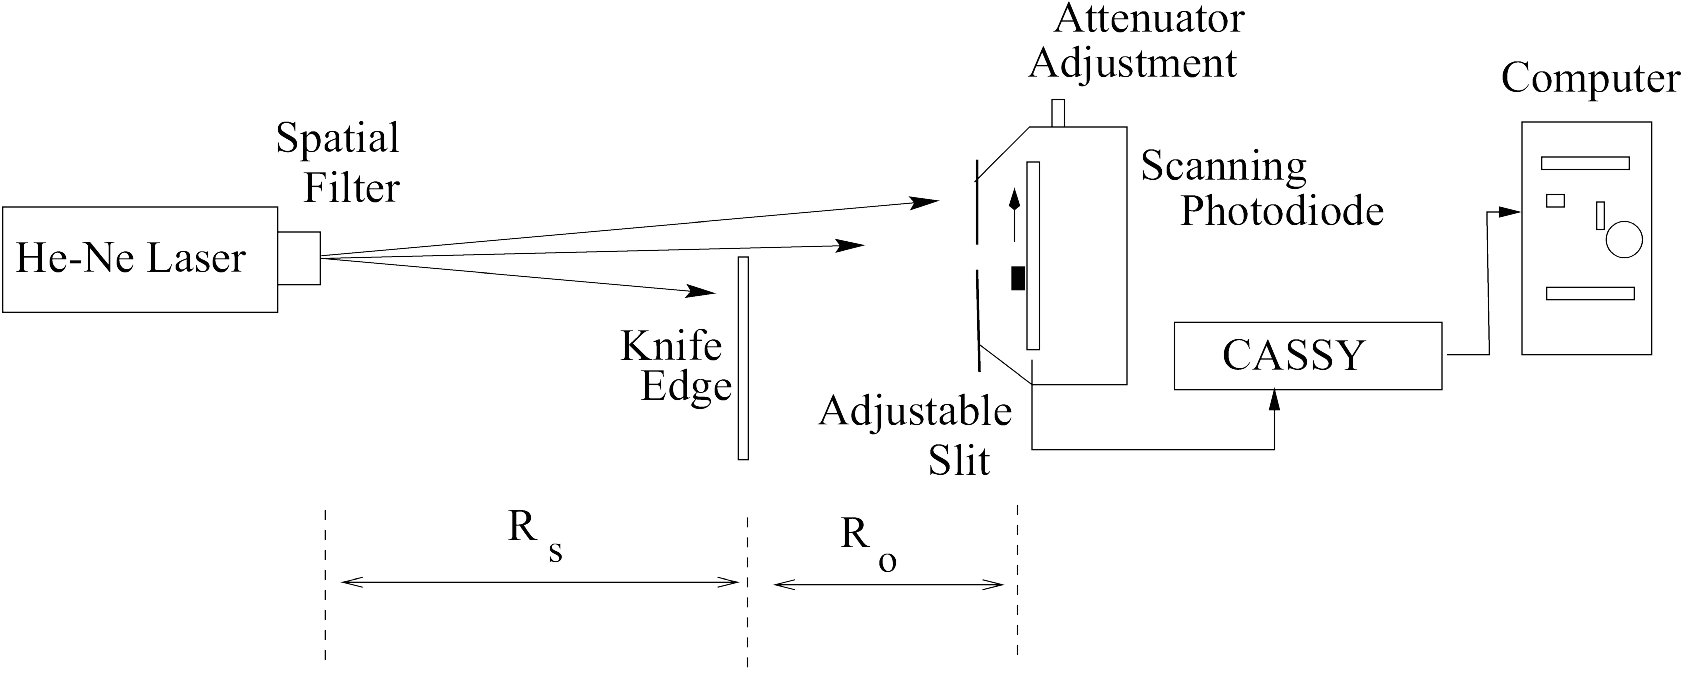 Attenuator
Adjustment
Computer
Spatial
Filter
Scanning
Photodiode
He-Ne Laser
Knife
Edge
CASSY
Adjustable
Slit
R s
R o